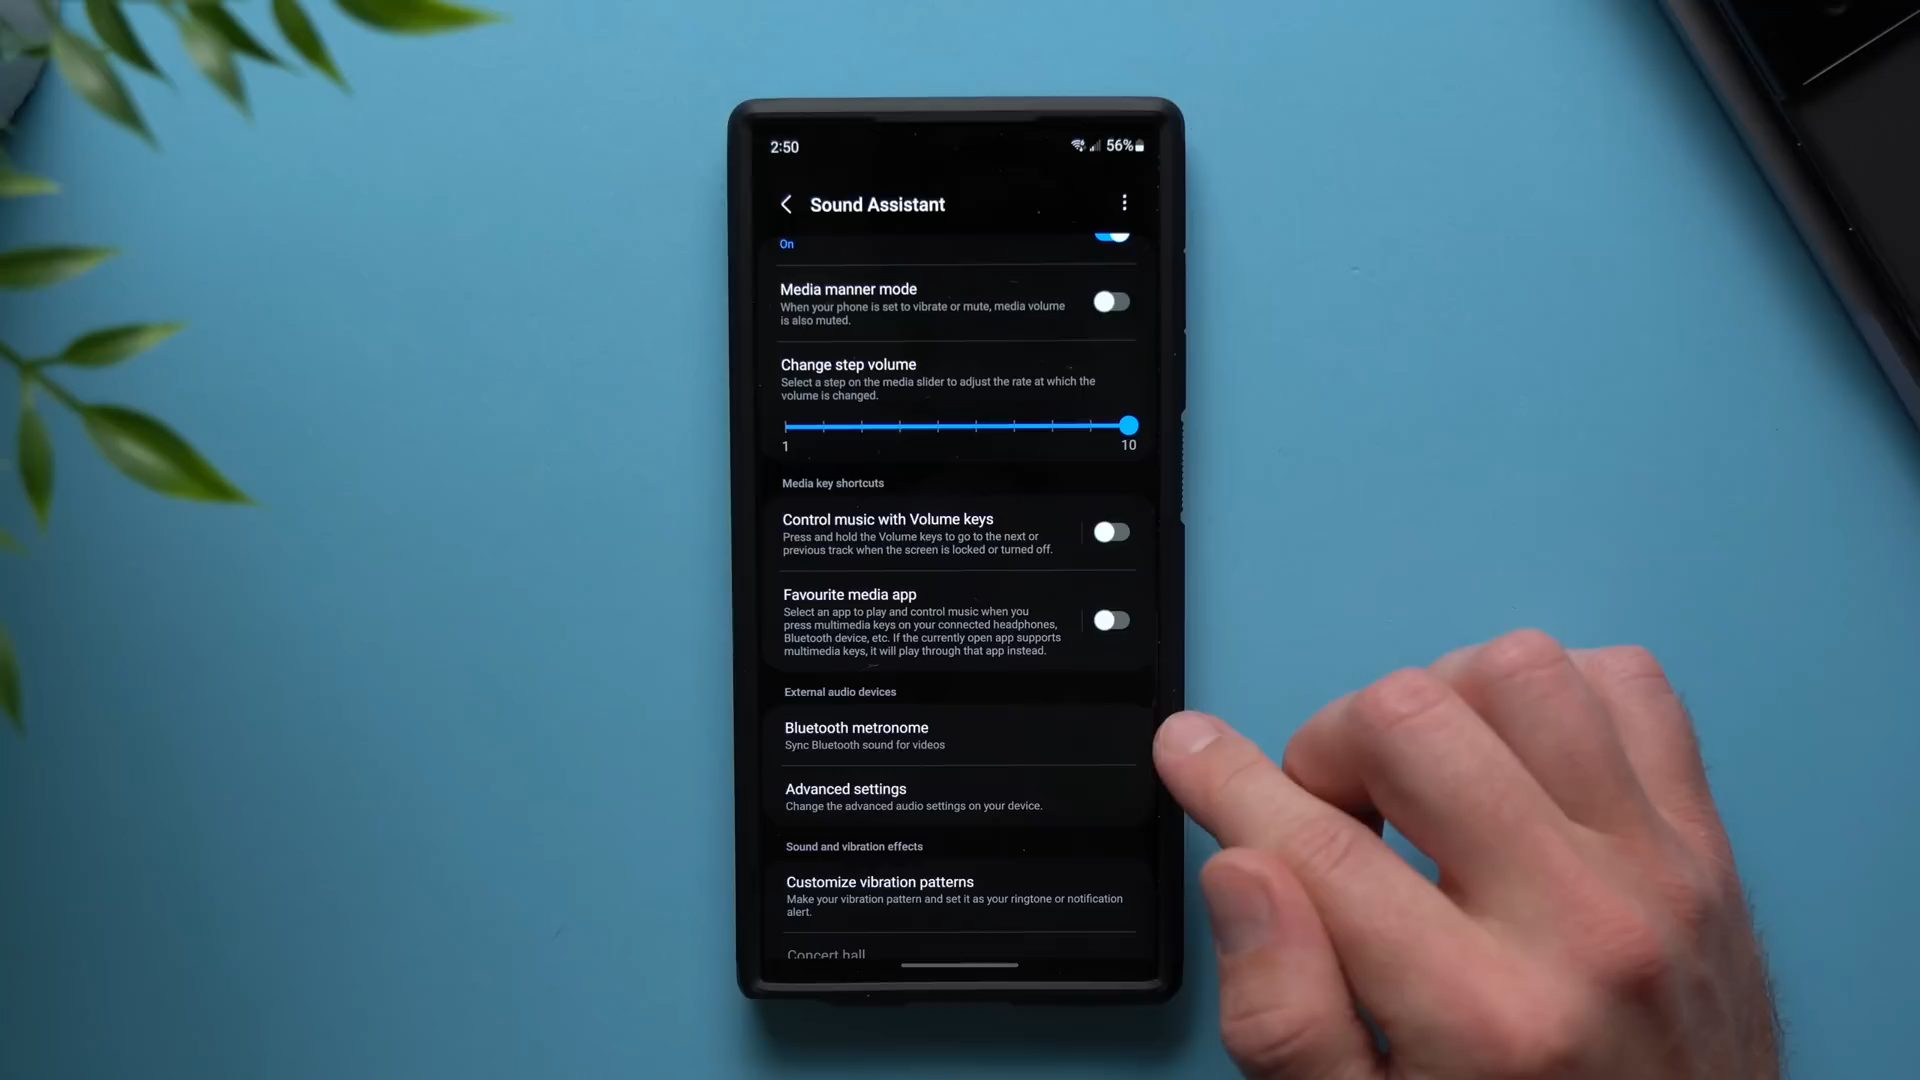 2:50
56%
Sound Assistant
On
Media manner mode
When your phone is set to vibrate or mute, media volume
is also muted.
Change step volume
Select a step on the media slider to adjust the rate at which the
volume is changed.
1
10
Media key shortcuts
Control music with Volume keys
Press and hold the Volume keys to go to the next or
previous track when the screen is locked or turned off.
Favourite media app
Select an app to play and control music when you
press multimedia keys on your connected headphones,
Bluetooth device, etc. If the currently open app supports
multimedia keys, it will play through that app instead.
External audio devices
Bluetooth metronome
Sync Bluetooth sound for videos
Advanced settings
Change the advanced audio settings on your device.
Sound and vibration effects
Customize vibration patterns
Make your vibration pattern and set it as your ringtone or notification
alert.
Concert hall